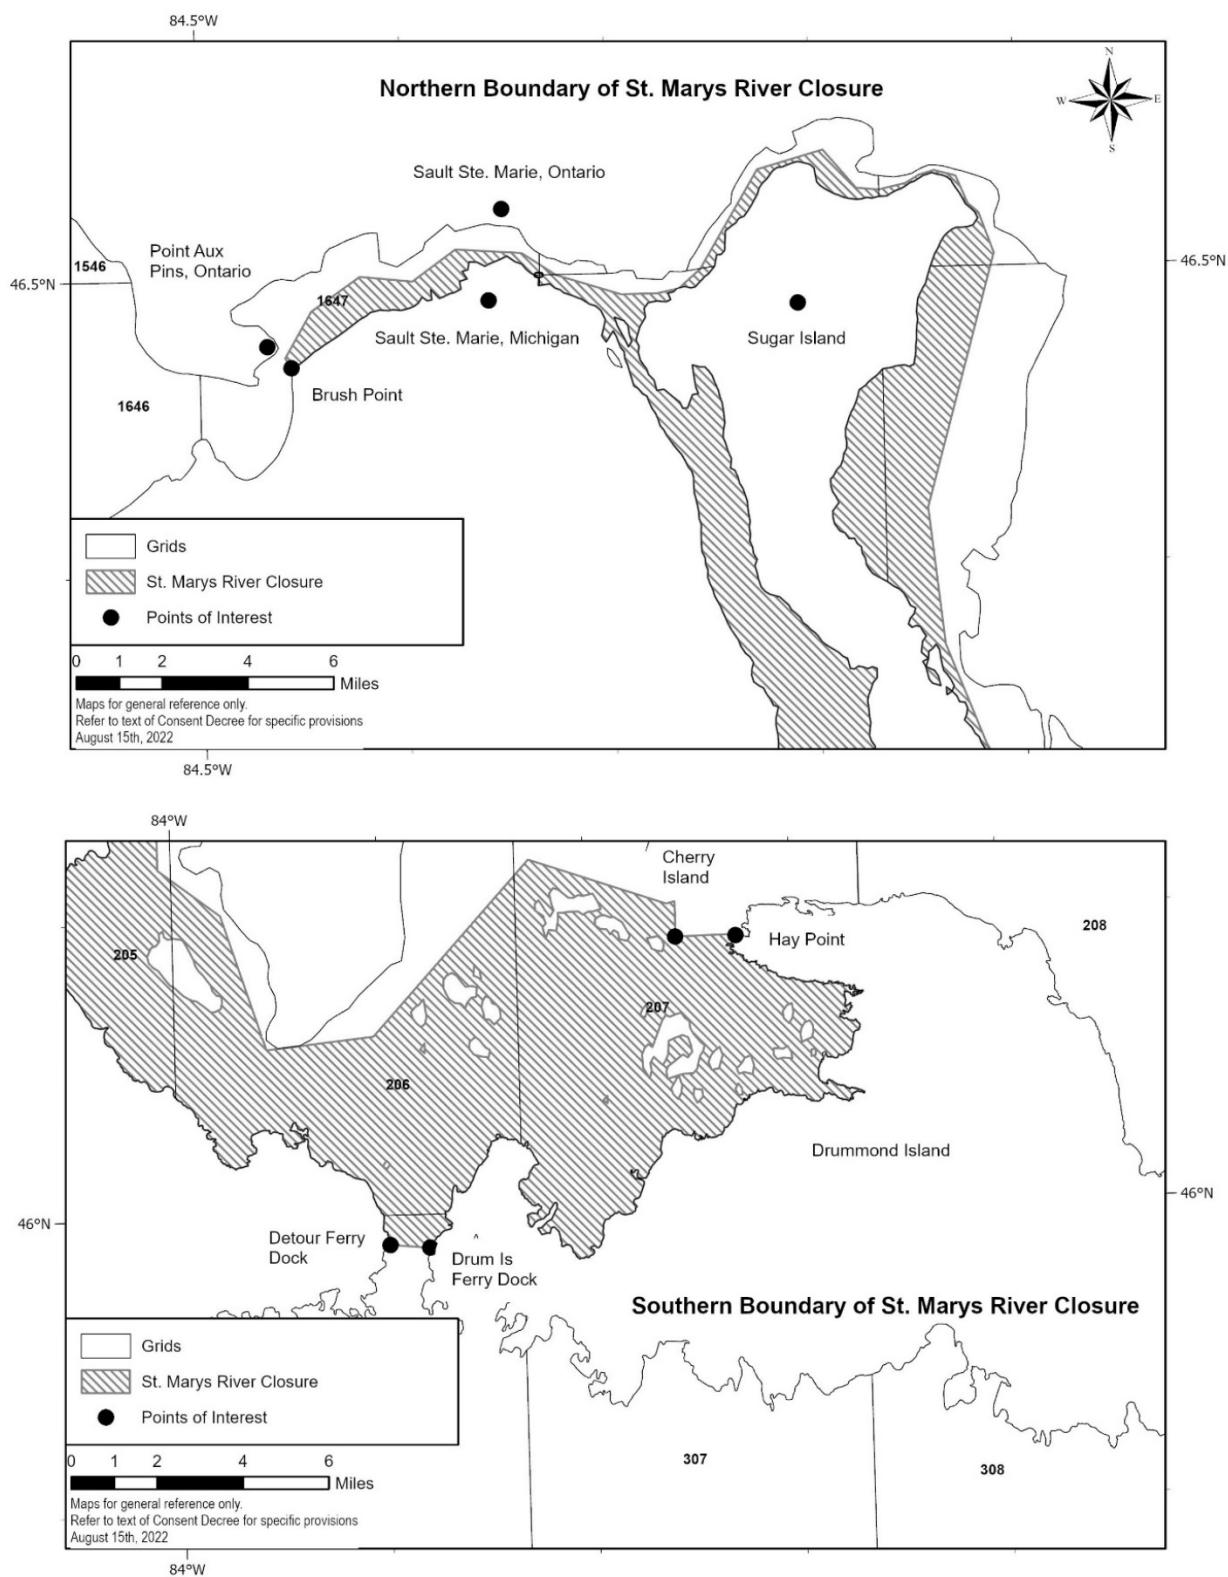 84.5°W
Northern Boundary of St. Marys River Closure
N
W
E
S
Sault Ste. Marie, Ontario
Point Aux
Pins, Ontario
1546
46.5°N
46.5°N
1647
Sault Ste. Marie, Michigan
Sugar Island
Brush Point
1646
Grids
St. Marys River Closure
Points of Interest
0 1 2 4 6
Miles
Maps for general reference only.
Refer to text of Consent Decree for specific provisions
August 15th, 2022
84.5°W
84°W
Cherry
Island
Hay Point
208
205
207
206
Drummond Island
46°N
46°N
Detour Ferry
Dock
Drum Is
Ferry Dock
Southern Boundary of St. Marys River Closure
Grids
St. Marys River Closure
Points of Interest
307
308
0 1 2 4 6
Miles
Maps for general reference only.
Refer to text of Consent Decree for specific provisions
August 15th, 2022
84°W